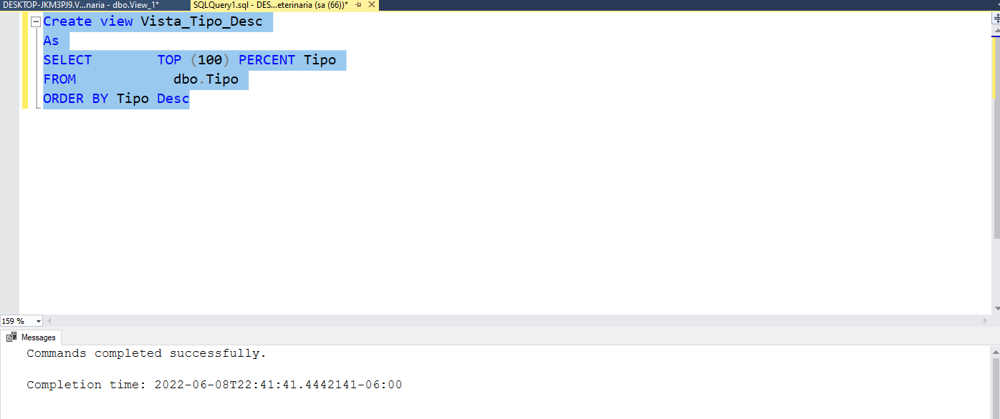 DESKTOP-JKM3PJ9.V...naria - dbo.View_1* SQLQuery1.sql - DES...eterinaria (sa (66))*
Create view Vista_Tipo_Desc
As
SELECT        TOP (100) PERCENT Tipo
FROM            dbo.Tipo
ORDER BY Tipo Desc
159 %
Messages
Commands completed successfully.
Completion time: 2022-06-08T22:41:41.4442141-06:00